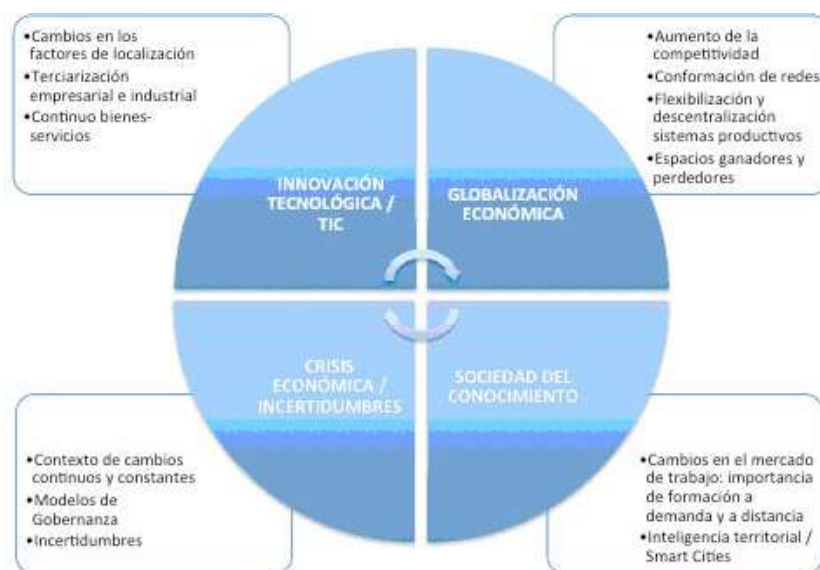 •Cambios en los
factores de localización
•Terciarización
empresarial e industrial
•Continuo bienes-
servicios
•Aumento de la
competitividad
•Conformación de redes
•Flexibilización y
descentralización
sistemas productivos
•Espacios ganadores y
perdedores
INNOVACIÓN
TECNOLÓGICA /
TIC
GLOBALIZACIÓN
ECONÓMICA
CRISIS
ECONÓMICA /
INCERTIDUMBRES
SOCIEDAD DEL
CONOCIMIENTO
•Contexto de cambios
continuos y constantes
•Modelos de
Gobernanza
•Incertidumbres
•Cambios en el mercado
de trabajo: importancia
de formación a
demanda y a distancia
•Inteligencia territorial /
Smart Cities